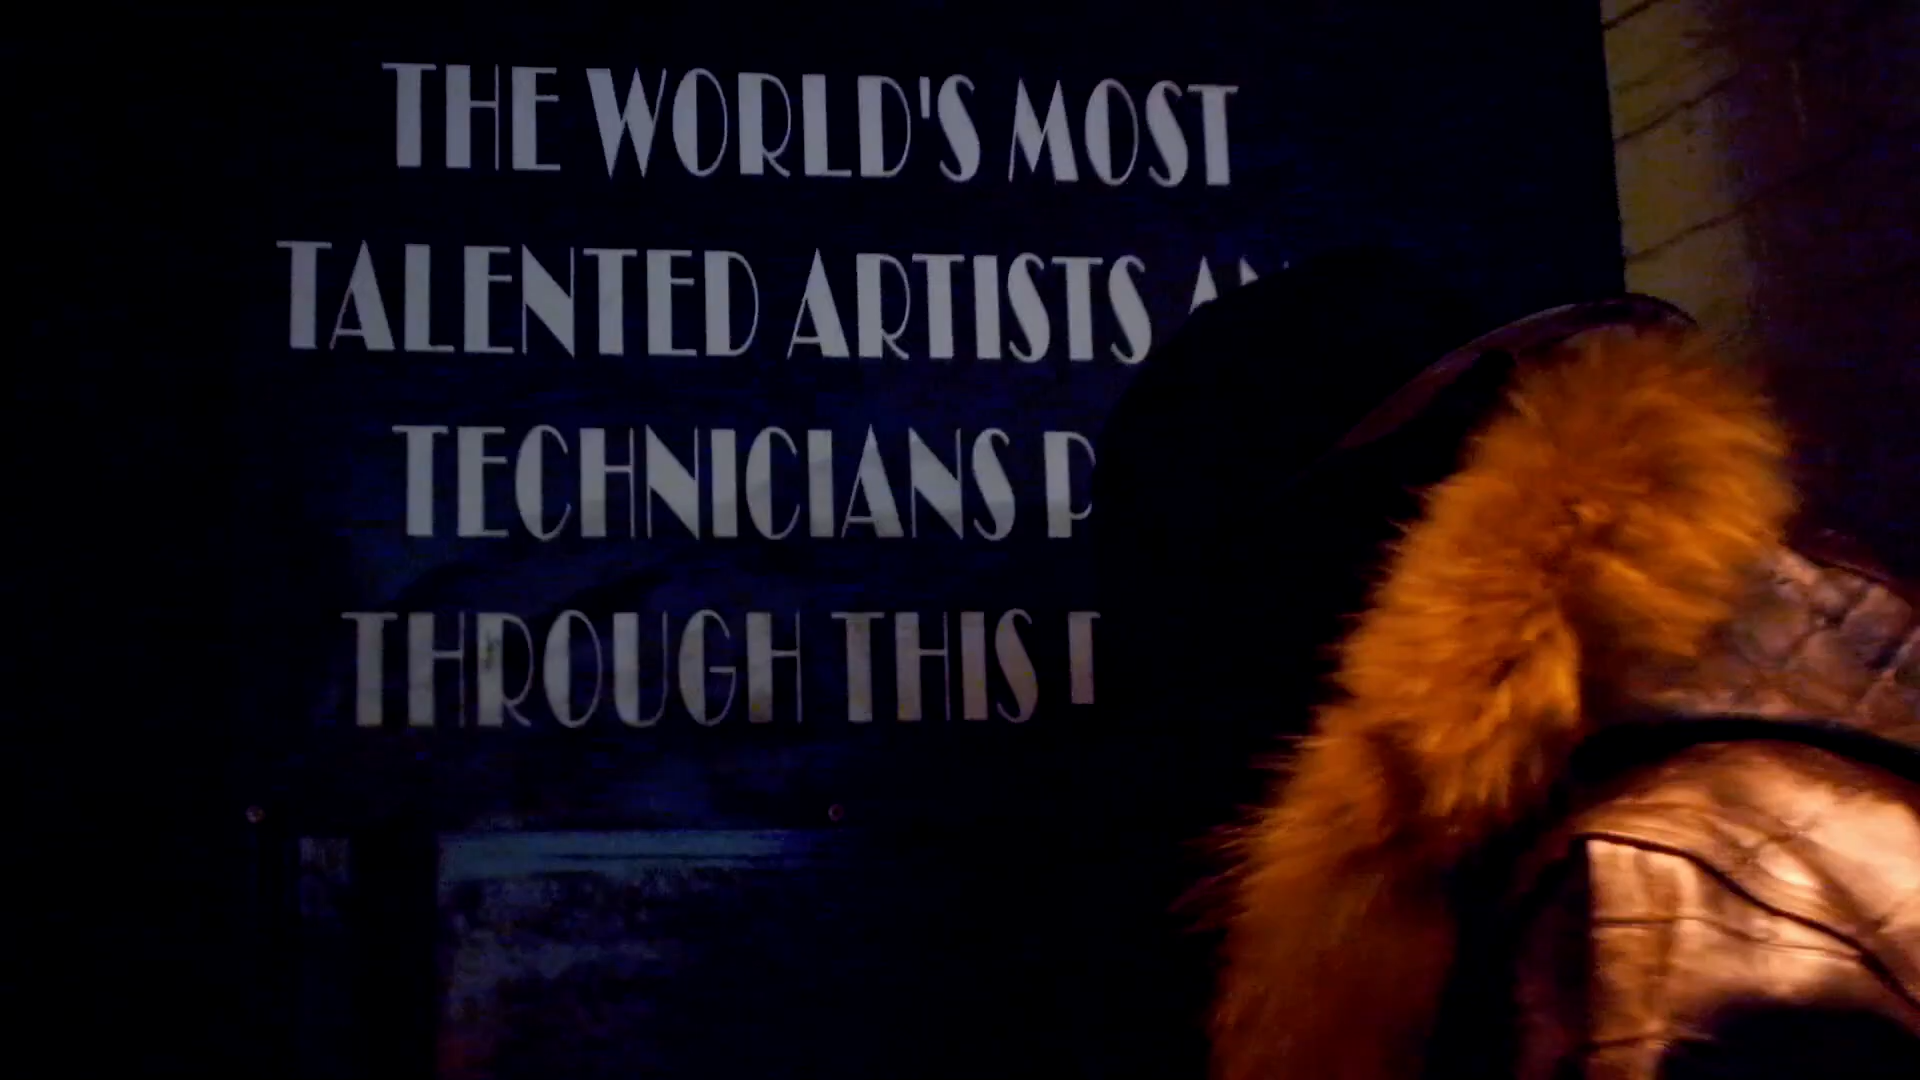 THE WORLD'S MOST
TALENTED ARTISTS
TECHNICIANS
THROUGH THIS